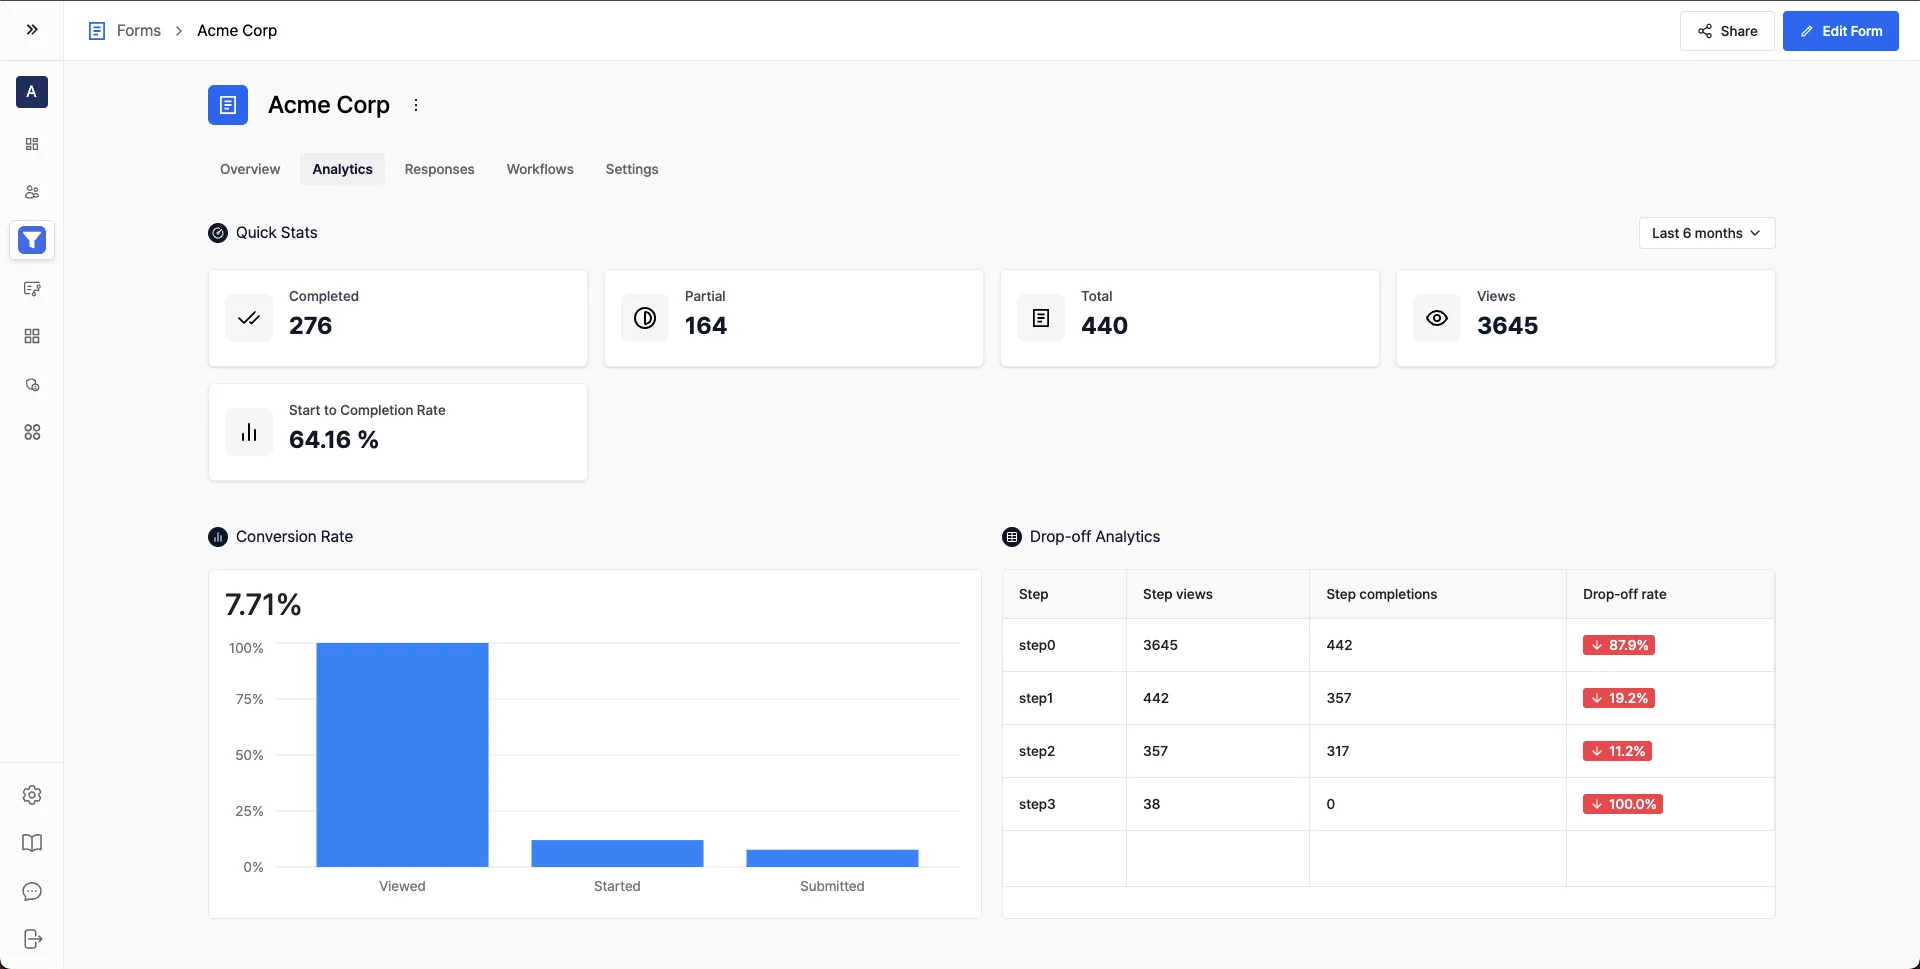 Forms > Acme Corp
Share
Edit Form
A
Acme Corp
Overview Analytics Responses Workflows Settings
Quick Stats
Last 6 months
Completed
276
Partial
164
Total
440
Views
3645
Start to Completion Rate
64.16 %
Conversion Rate
7.71%
100%
75%
50%
25%
0%
Viewed Started Submitted
Drop-off Analytics
Step Step views Step completions Drop-off rate
step0 3645 442 ↓ 87.9%
step1 442 357 ↓ 19.2%
step2 357 317 ↓ 11.2%
step3 38 0 ↓ 100.0%